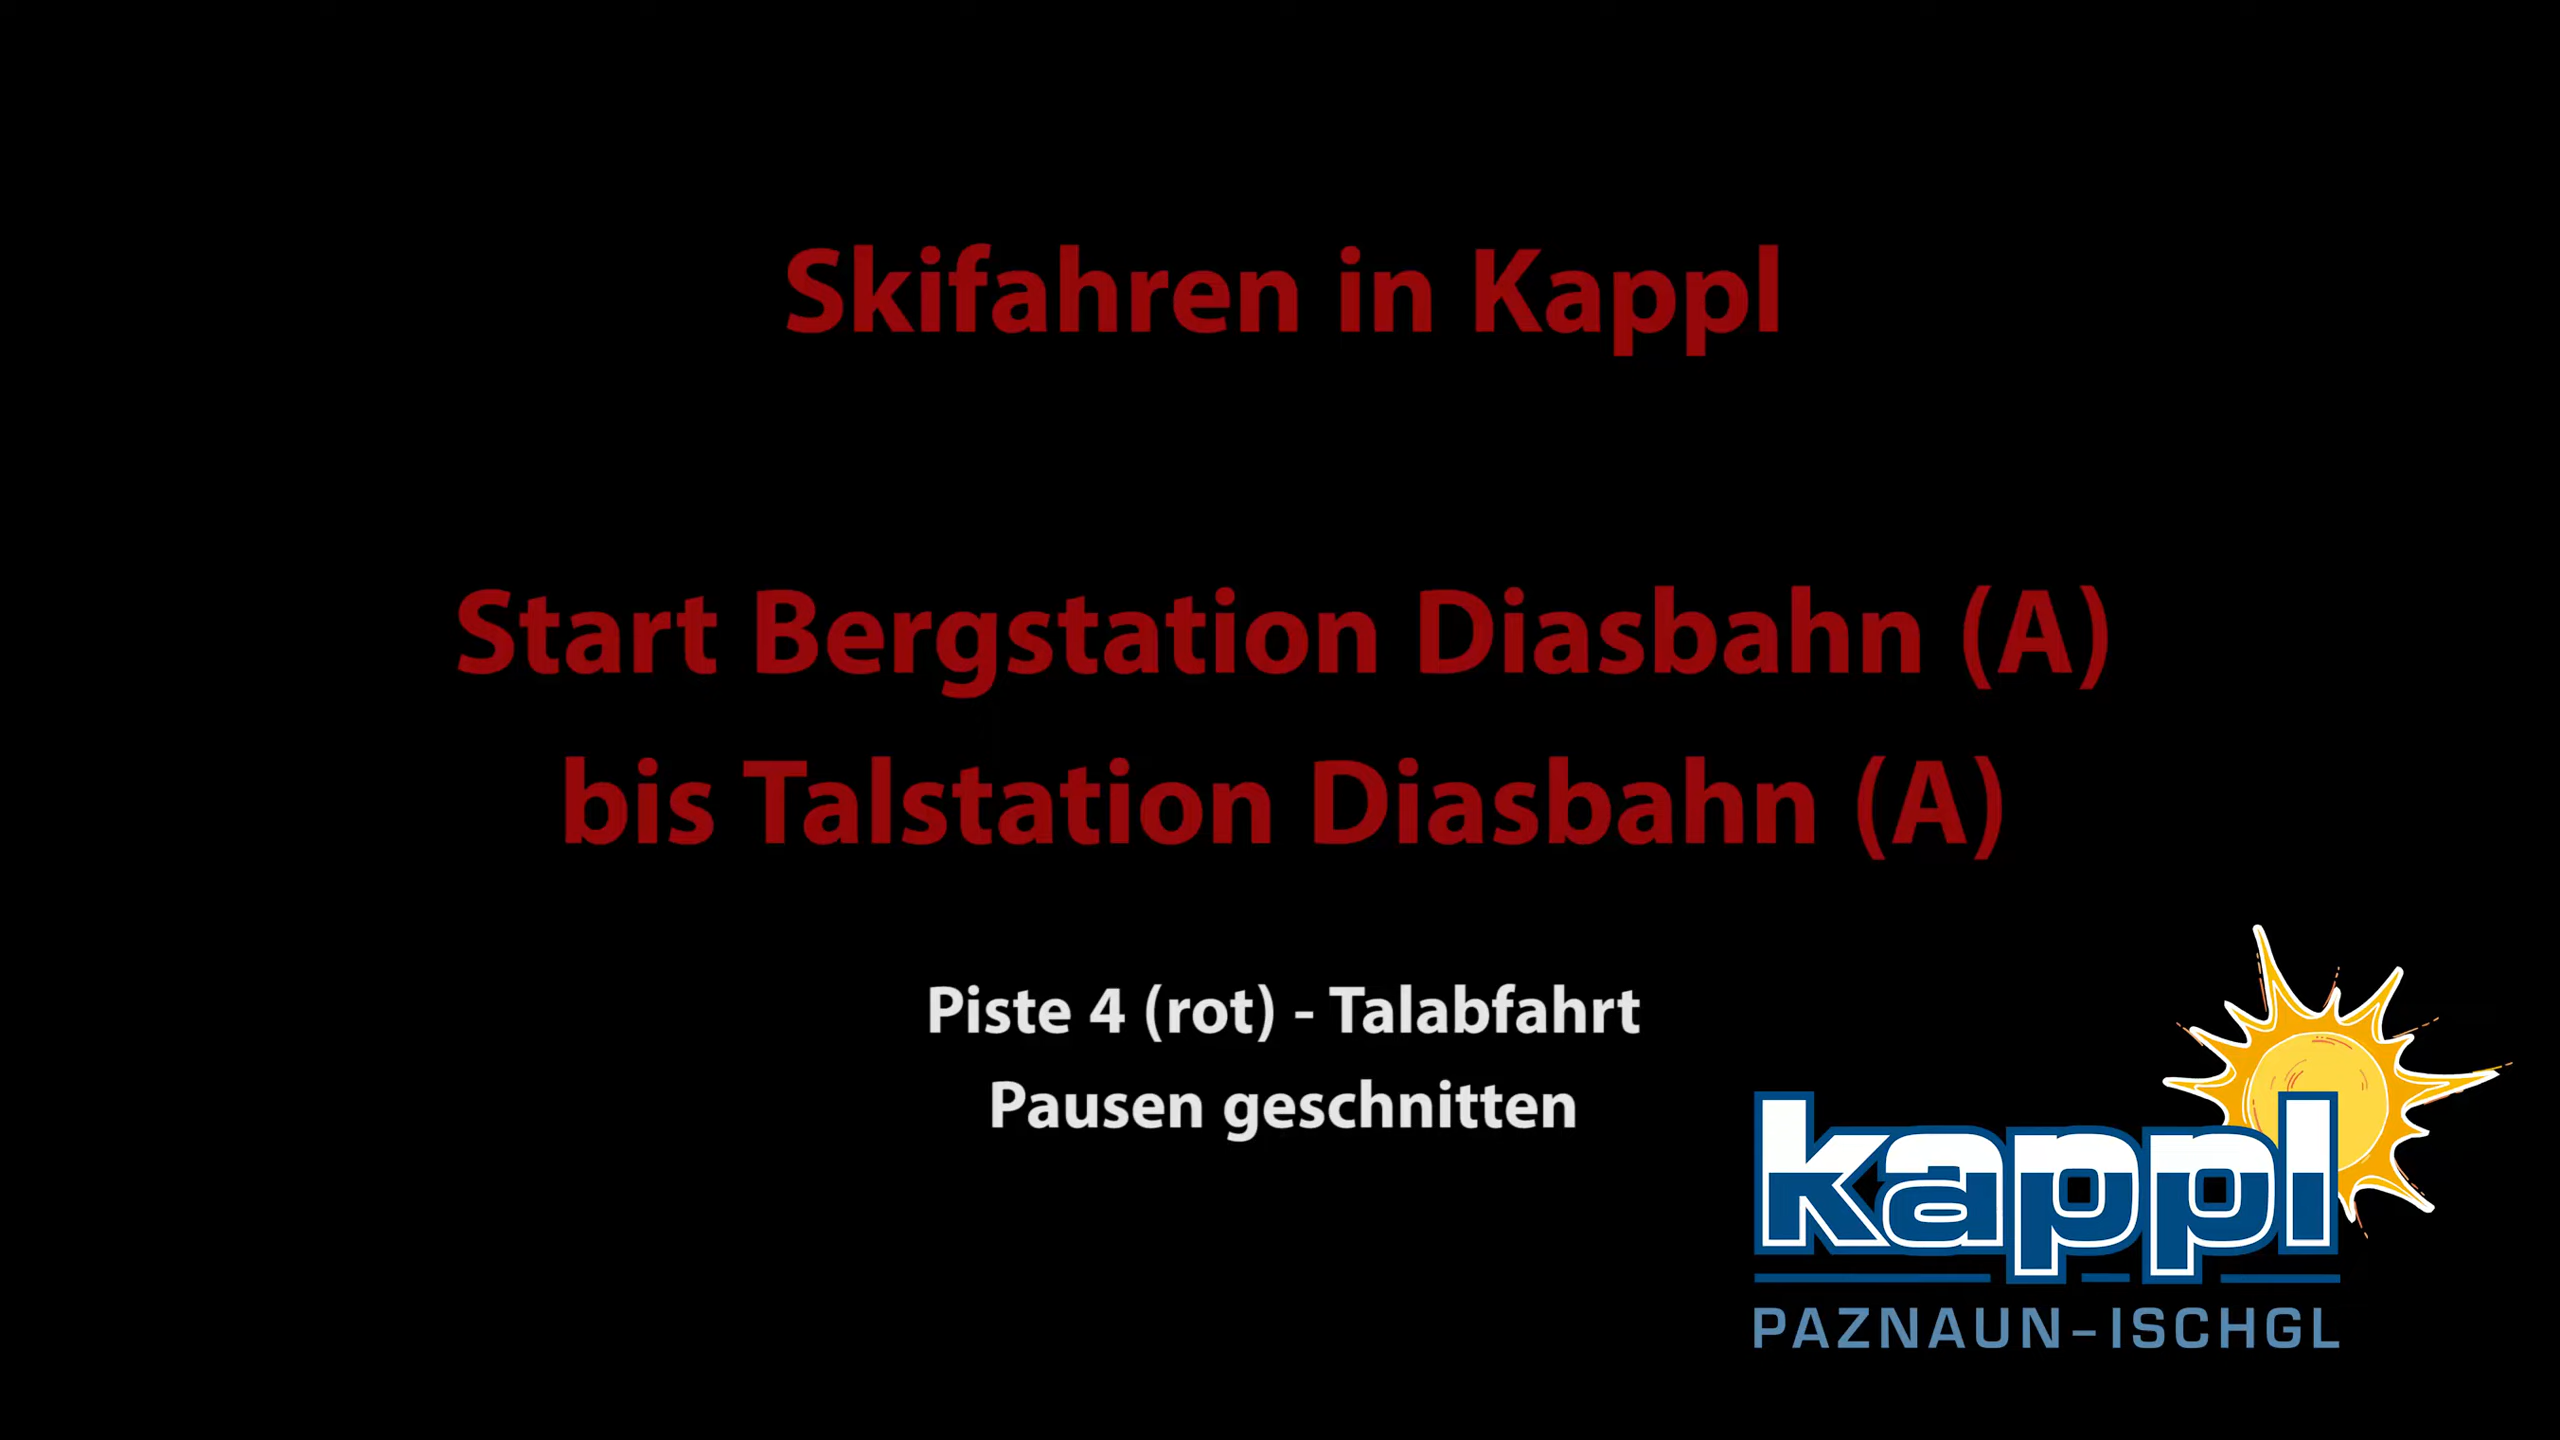 Skifahren in Kappl
Start Bergstation Diasbahn (A)
bis Talstation Diasbahn (A)
Piste 4 (rot) - Talabfahrt
Pausen geschnitten
kappl
PAZNAUN-ISCHGL